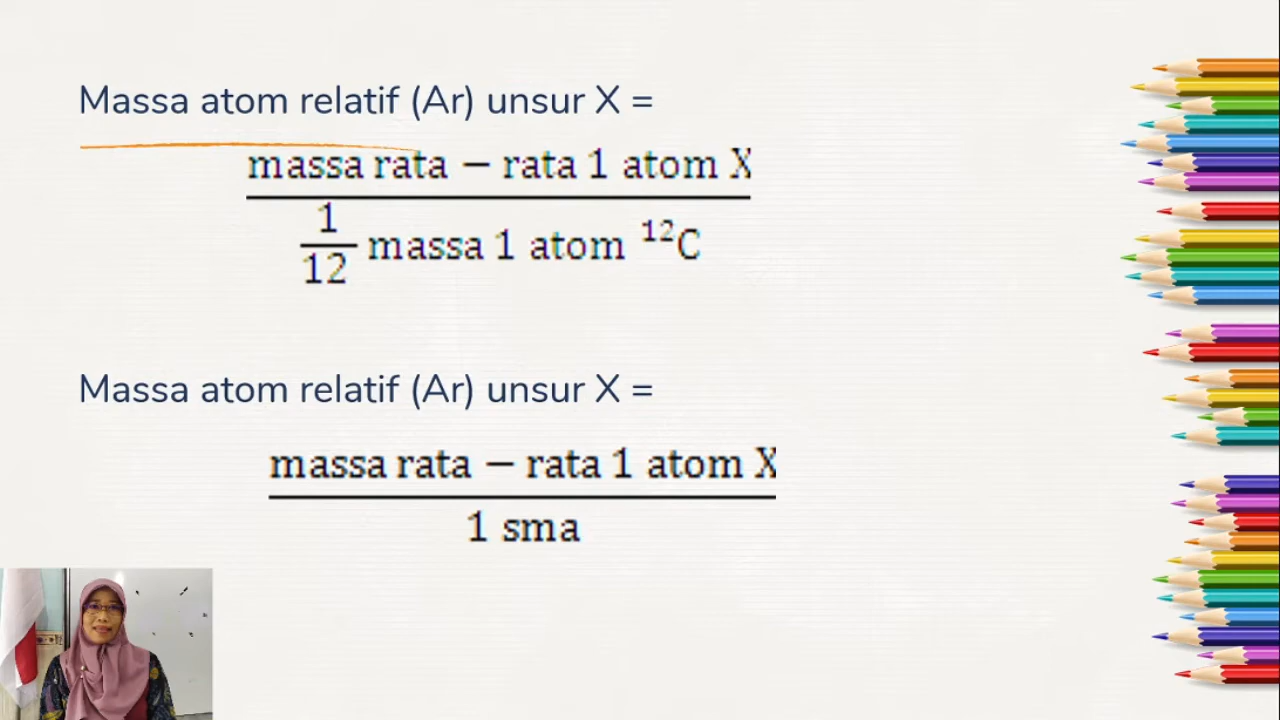 Massa atom relatif (Ar) unsur X =
massa rata − rata 1 atom X
1
12 massa 1 atom ¹²C
Massa atom relatif (Ar) unsur X =
massa rata − rata 1 atom X
1 sma